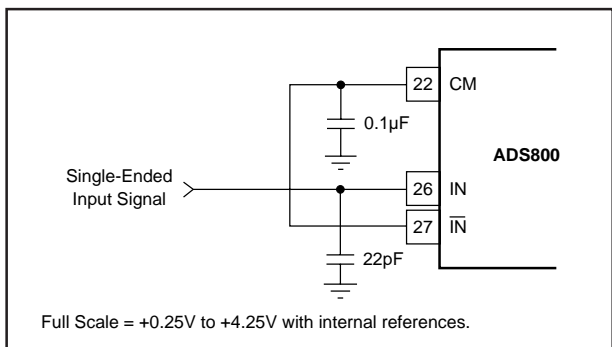 22 CM
0.1µF
ADS800
Single-Ended
Input Signal
26 IN
27 I̅N̅
22pF
Full Scale = +0.25V to +4.25V with internal references.